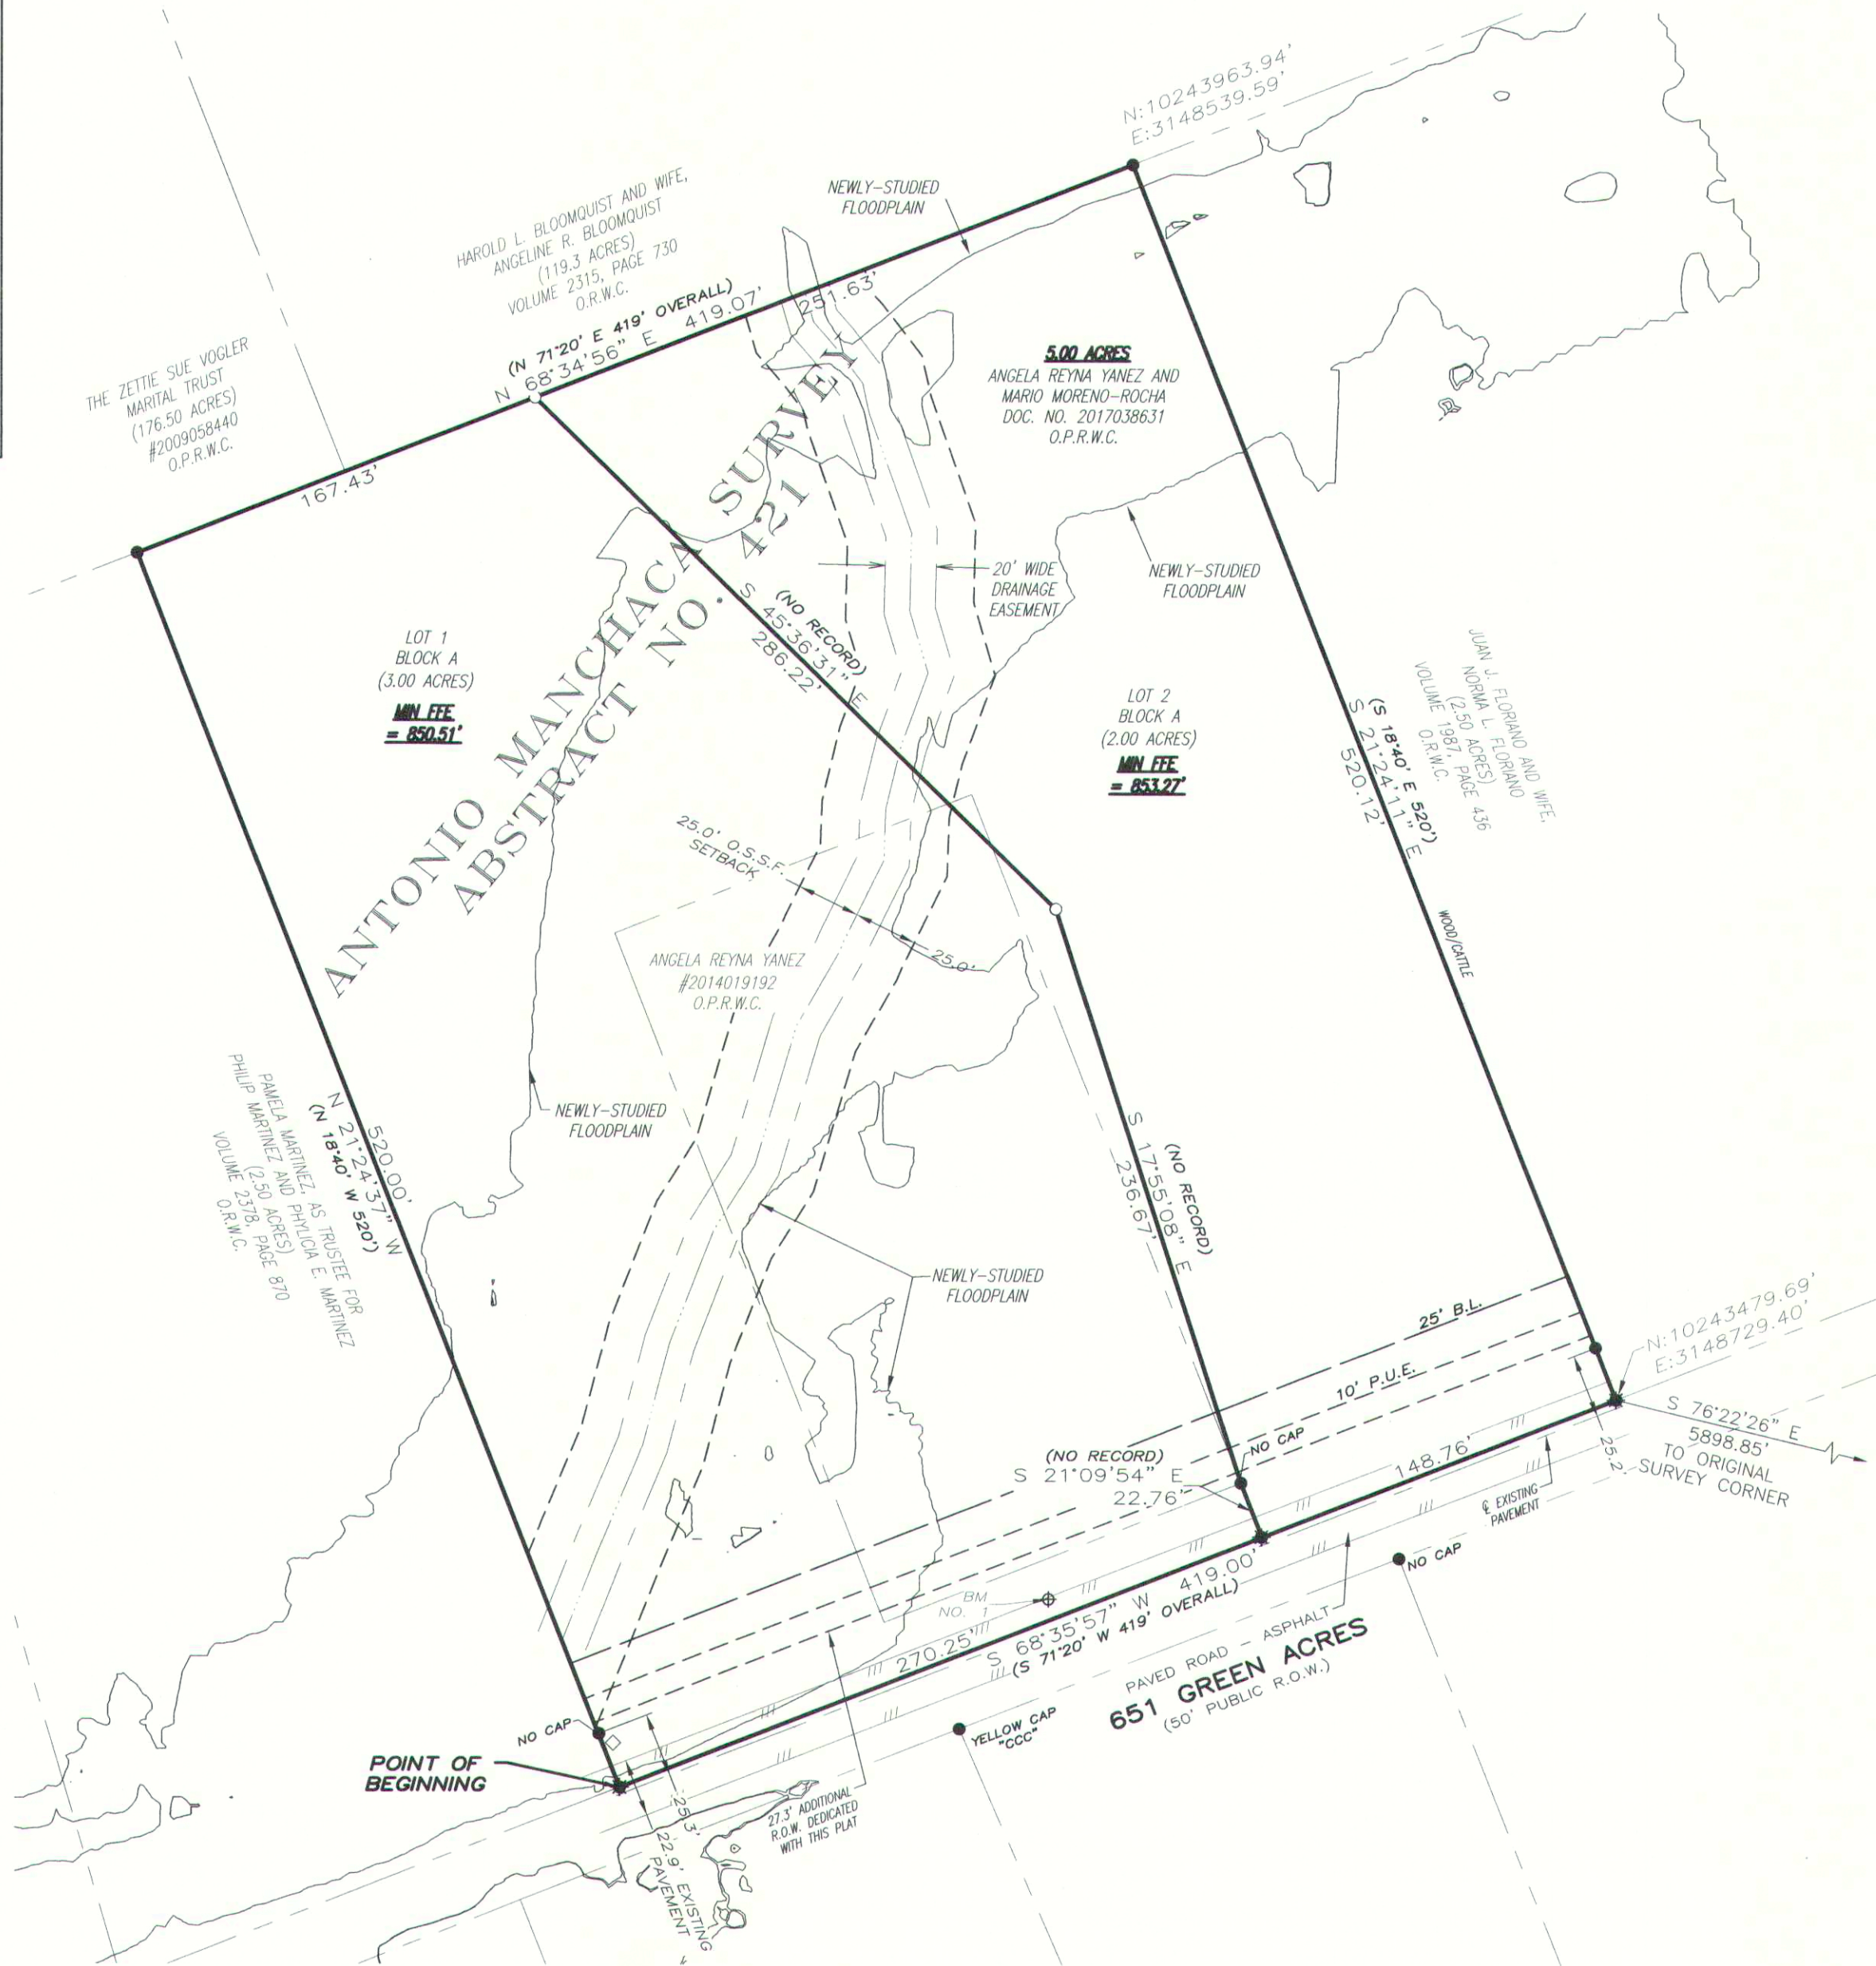 N:10243963.94'
E:3148539.59'
NEWLY-STUDIED
FLOODPLAIN
HAROLD L. BLOOMQUIST AND WIFE,
ANGELINE R. BLOOMQUIST
(119.3 ACRES)
VOLUME 2315, PAGE 730
O.R.W.C.
(N 71°20' E 419' OVERALL)
N 68°34'56" E 419.07'
251.63'
THE ZETTIE SUE VOGLER
MARITAL TRUST
(176.50 ACRES)
#2009058440
O.P.R.W.C.
167.43'
5.00 ACRES
ANGELA REYNA YANEZ AND
MARIO MORENO-ROCHA
DOC. NO. 2017038631
O.P.R.W.C.
ANTONIO MANCHACA SURVEY
ABSTRACT NO. 421
20' WIDE
DRAINAGE
EASEMENT
NEWLY-STUDIED
FLOODPLAIN
(NO RECORD)
S 45°36'31" E
286.22'
LOT 1
BLOCK A
(3.00 ACRES)
MIN FFE
= 850.51'
LOT 2
BLOCK A
(2.00 ACRES)
MIN FFE
= 853.27'
JUAN J. FLORIANO AND WIFE,
NORMA L. FLORIANO
(2.50 ACRES)
VOLUME 1987, PAGE 436
O.R.W.C.
(S 18°40' E 520')
S 21°24'11" E
520.12'
WOOD/CATTLE
25.0' O.S.S.F.
SETBACK
25.0'
ANGELA REYNA YANEZ
#2014019192
O.P.R.W.C.
NEWLY-STUDIED
FLOODPLAIN
520.00'
N 21°24'37" W
(N 18°40' W 520')
PAMELA MARTINEZ, AS TRUSTEE FOR
PHILIP MARTINEZ AND PHYLICIA E. MARTINEZ
(2.50 ACRES)
VOLUME 2378, PAGE 870
O.R.W.C.
(NO RECORD)
S 17°55'08" E
236.67'
NEWLY-STUDIED
FLOODPLAIN
25' B.L.
10' P.U.E.
N:10243479.69'
E:3148729.40'
S 76°22'26" E
5898.85'
TO ORIGINAL
SURVEY CORNER
25.2'
NO CAP
(NO RECORD)
S 21°09'54" E
22.76'
148.76'
℄ EXISTING
PAVEMENT
NO CAP
BM
NO. 1
270.25'
S 68°35'57" W 419.00'
(S 71°20' W 419' OVERALL)
PAVED ROAD - ASPHALT
651 GREEN ACRES
(50' PUBLIC R.O.W.)
YELLOW CAP
"CCC"
NO CAP
POINT OF
BEGINNING
27.3' ADDITIONAL
R.O.W. DEDICATED
WITH THIS PLAT
25.3'
22.9' EXISTING
PAVEMENT